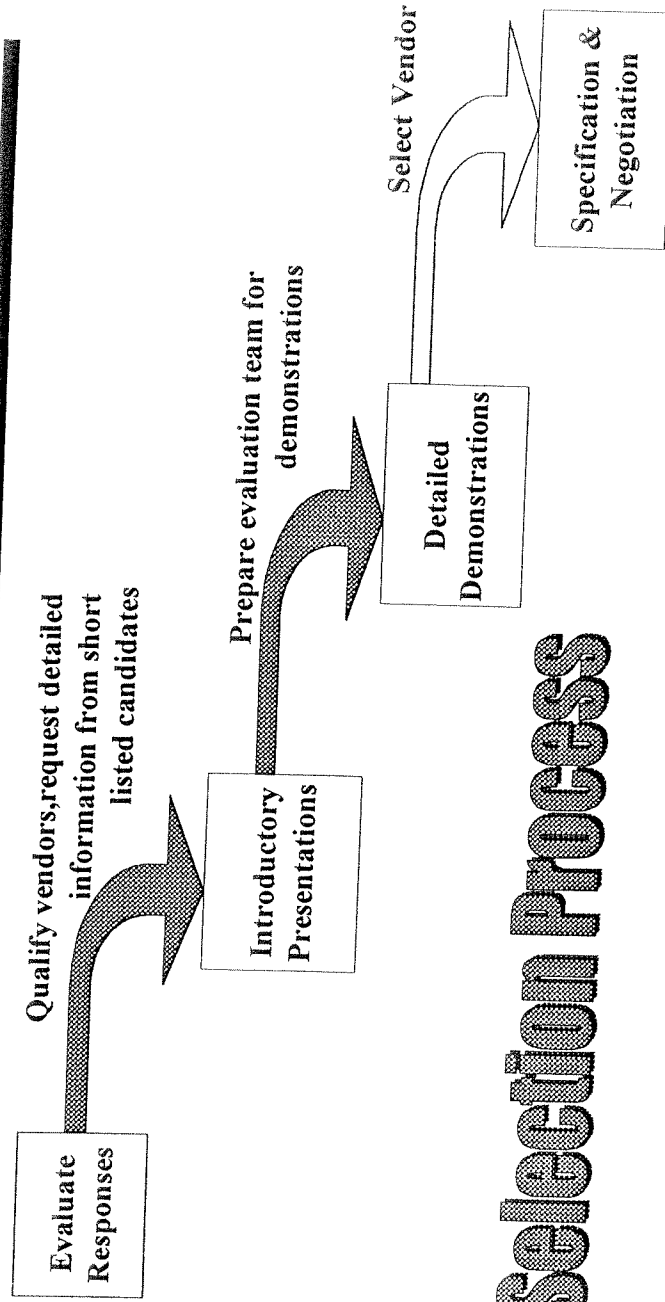 Evaluate
Responses
Qualify vendors,request detailed
information from short
listed candidates
Introductory
Presentations
Prepare evaluation team for
demonstrations
Detailed
Demonstrations
Select Vendor
Specification &
Negotiation
Selection Process